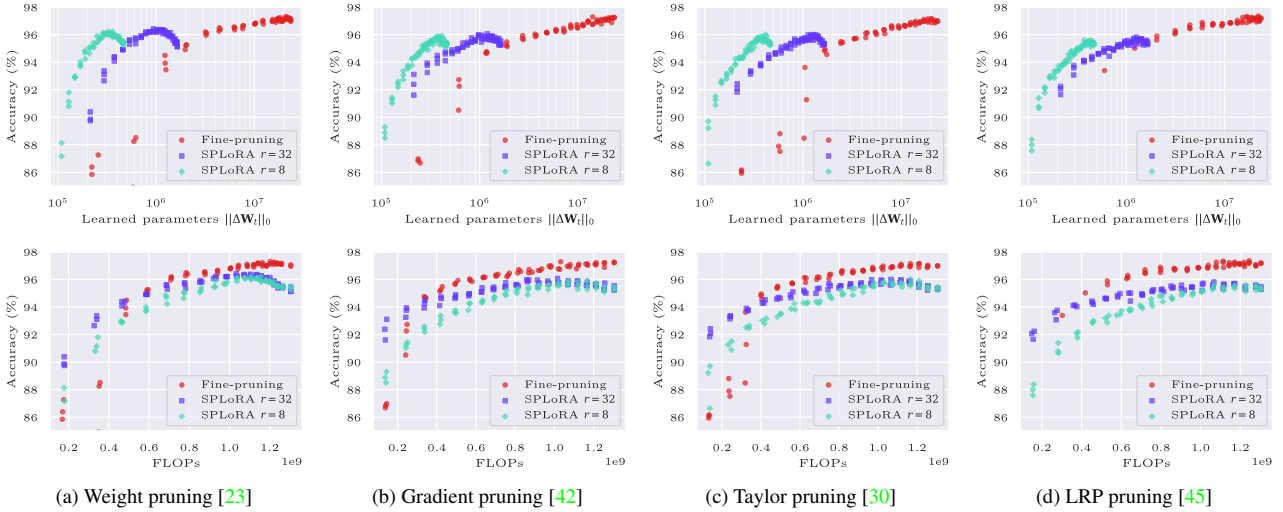 98
96
94
92
90
88
86
Accuracy (%)
Fine-pruning
SPLoRA r = 32
SPLoRA r = 8
10^5 10^6 10^7
Learned parameters ||ΔW_t||_0
98
96
94
92
90
88
86
Accuracy (%)
Fine-pruning
SPLoRA r = 32
SPLoRA r = 8
10^5 10^6 10^7
Learned parameters ||ΔW_t||_0
98
96
94
92
90
88
86
Accuracy (%)
Fine-pruning
SPLoRA r = 32
SPLoRA r = 8
10^5 10^6 10^7
Learned parameters ||ΔW_t||_0
98
96
94
92
90
88
86
Accuracy (%)
Fine-pruning
SPLoRA r = 32
SPLoRA r = 8
10^5 10^6 10^7
Learned parameters ||ΔW_t||_0
98
96
94
92
90
88
86
Accuracy (%)
Fine-pruning
SPLoRA r = 32
SPLoRA r = 8
0.2 0.4 0.6 0.8 1.0 1.2
FLOPs 1e9
98
96
94
92
90
88
86
Accuracy (%)
Fine-pruning
SPLoRA r = 32
SPLoRA r = 8
0.2 0.4 0.6 0.8 1.0 1.2
FLOPs 1e9
98
96
94
92
90
88
86
Accuracy (%)
Fine-pruning
SPLoRA r = 32
SPLoRA r = 8
0.2 0.4 0.6 0.8 1.0 1.2
FLOPs 1e9
98
96
94
92
90
88
86
Accuracy (%)
Fine-pruning
SPLoRA r = 32
SPLoRA r = 8
0.2 0.4 0.6 0.8 1.0 1.2
FLOPs 1e9
(a) Weight pruning [23]
(b) Gradient pruning [42]
(c) Taylor pruning [30]
(d) LRP pruning [45]